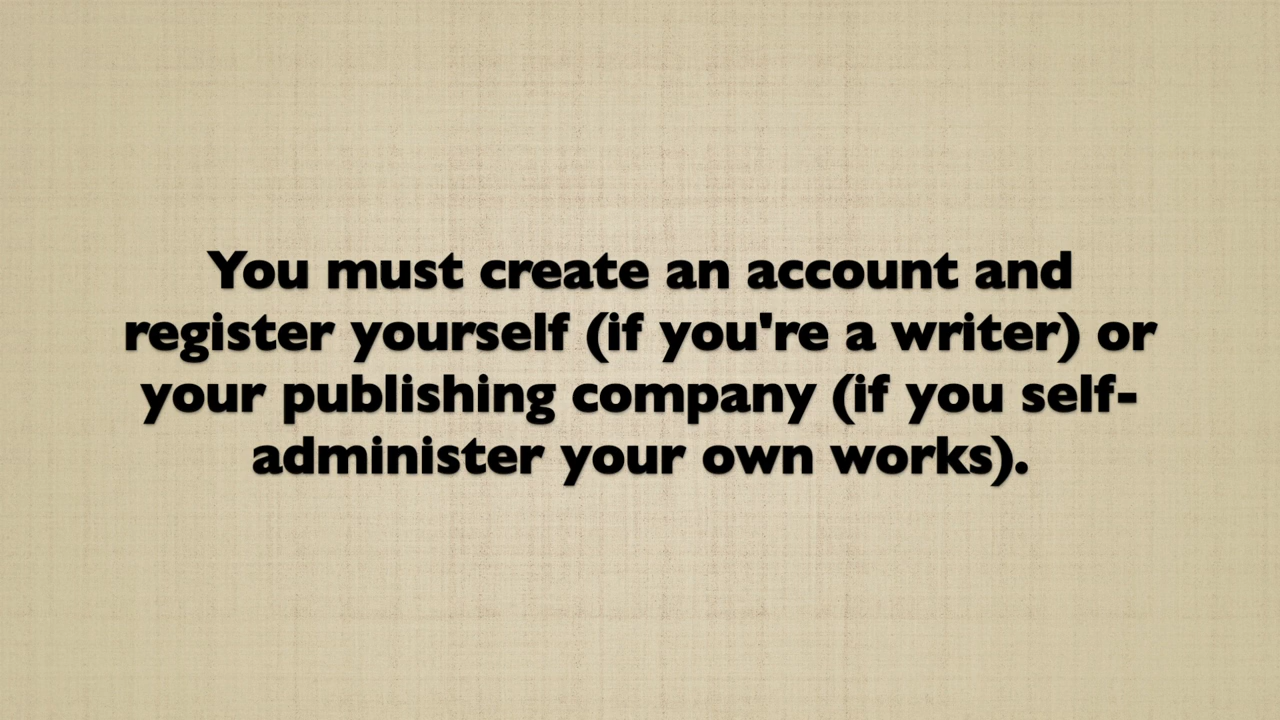 You must create an account and
register yourself (if you're a writer) or
your publishing company (if you self-
administer your own works).